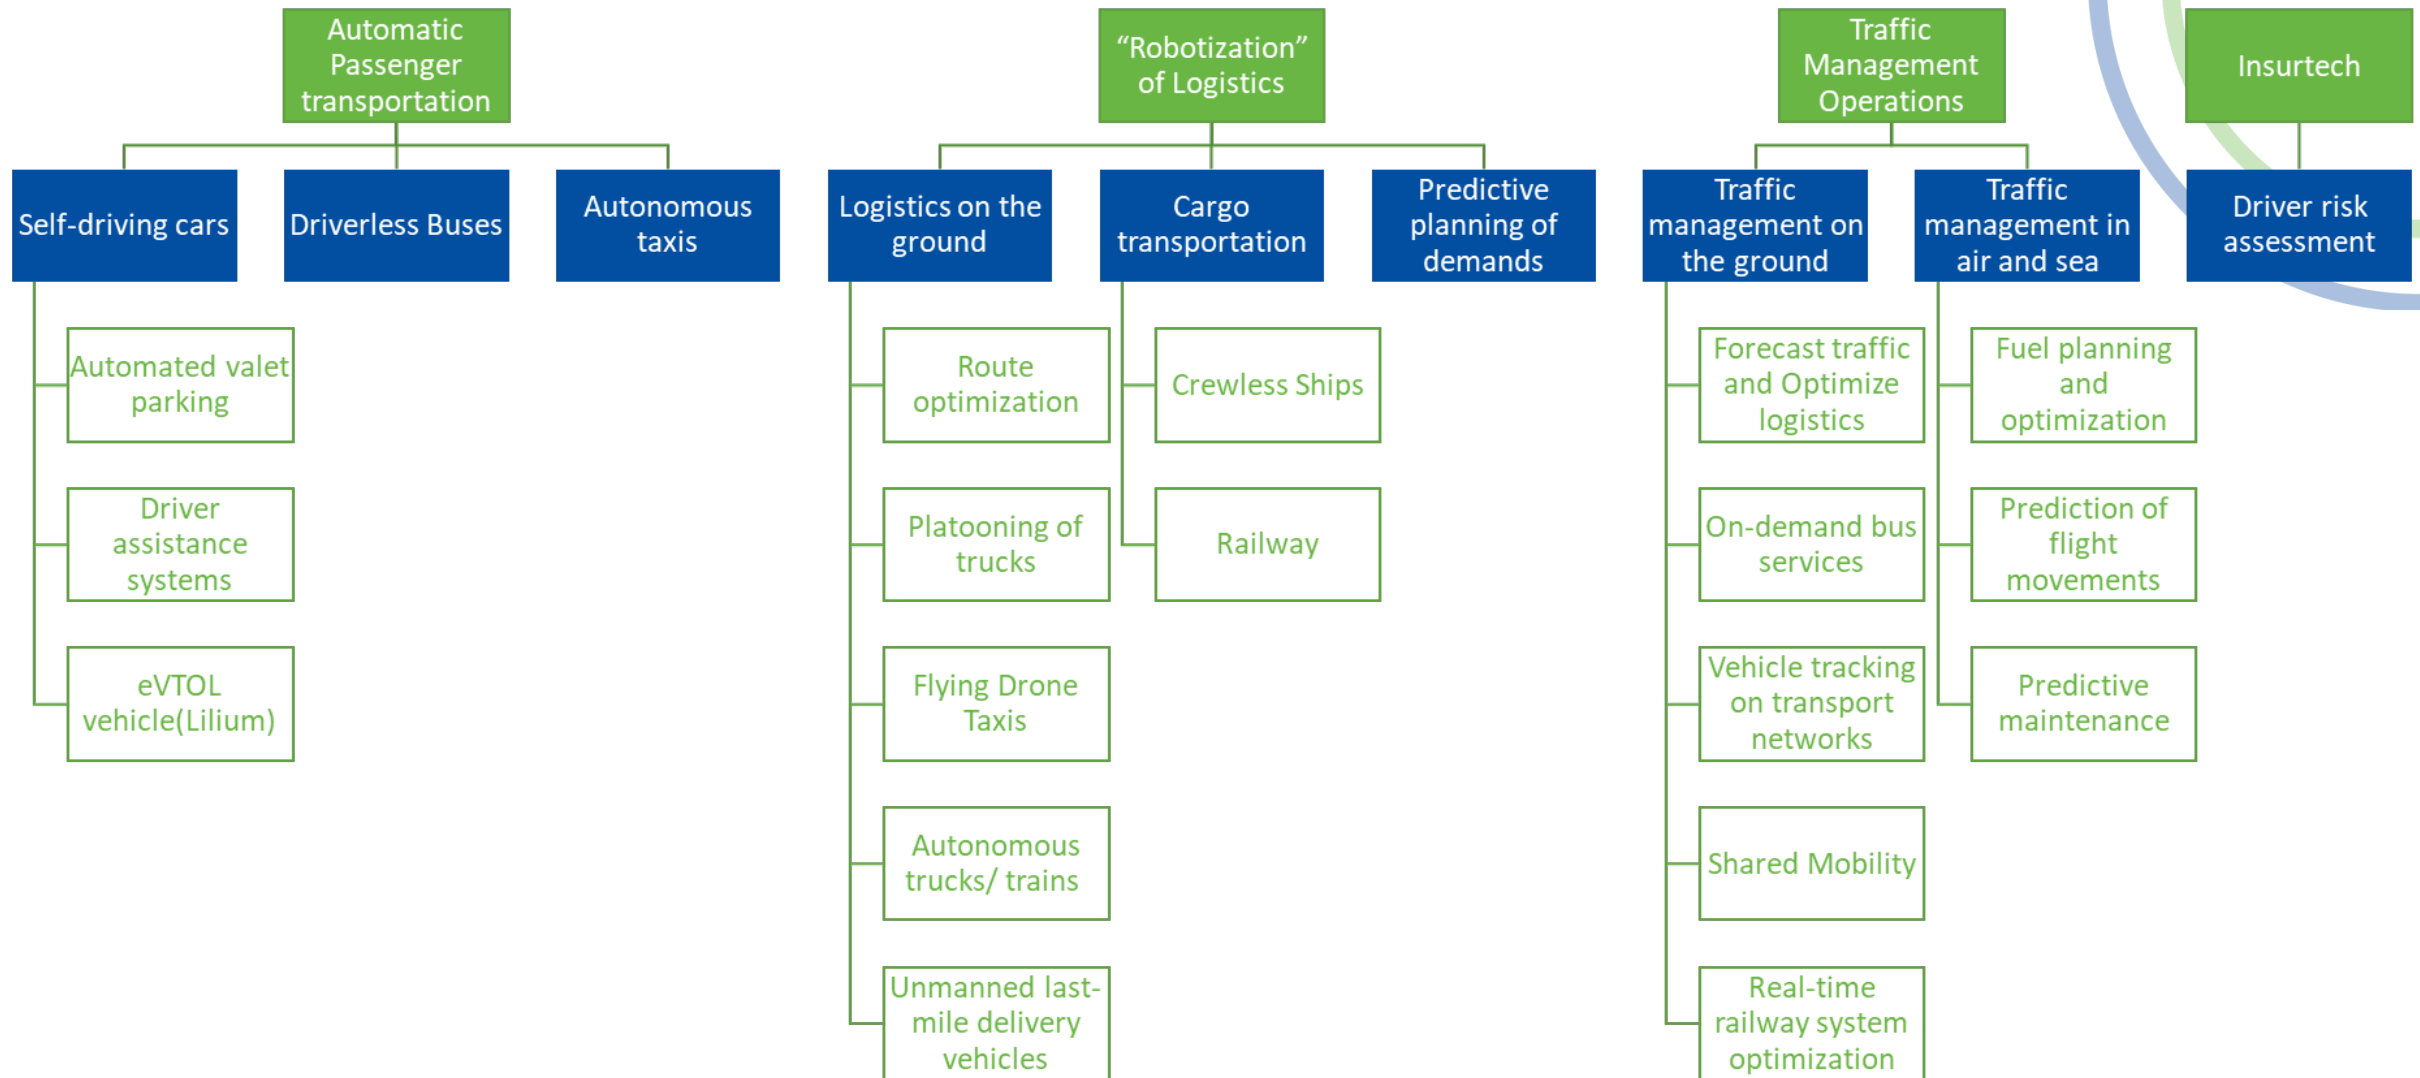 Automatic
Passenger
transportation
“Robotization”
of Logistics
Traffic
Management
Operations
Insurtech
Self-driving cars
Driverless Buses
Autonomous
taxis
Logistics on the
ground
Cargo
transportation
Predictive
planning of
demands
Traffic
management on
the ground
Traffic
management in
air and sea
Driver risk
assessment
Automated valet
parking
Driver
assistance
systems
eVTOL
vehicle(Lilium)
Route
optimization
Platooning of
trucks
Flying Drone
Taxis
Autonomous
trucks/ trains
Unmanned last-
mile delivery
vehicles
Crewless Ships
Railway
Forecast traffic
and Optimize
logistics
On-demand bus
services
Vehicle tracking
on transport
networks
Shared Mobility
Real-time
railway system
optimization
Fuel planning
and
optimization
Prediction of
flight
movements
Predictive
maintenance